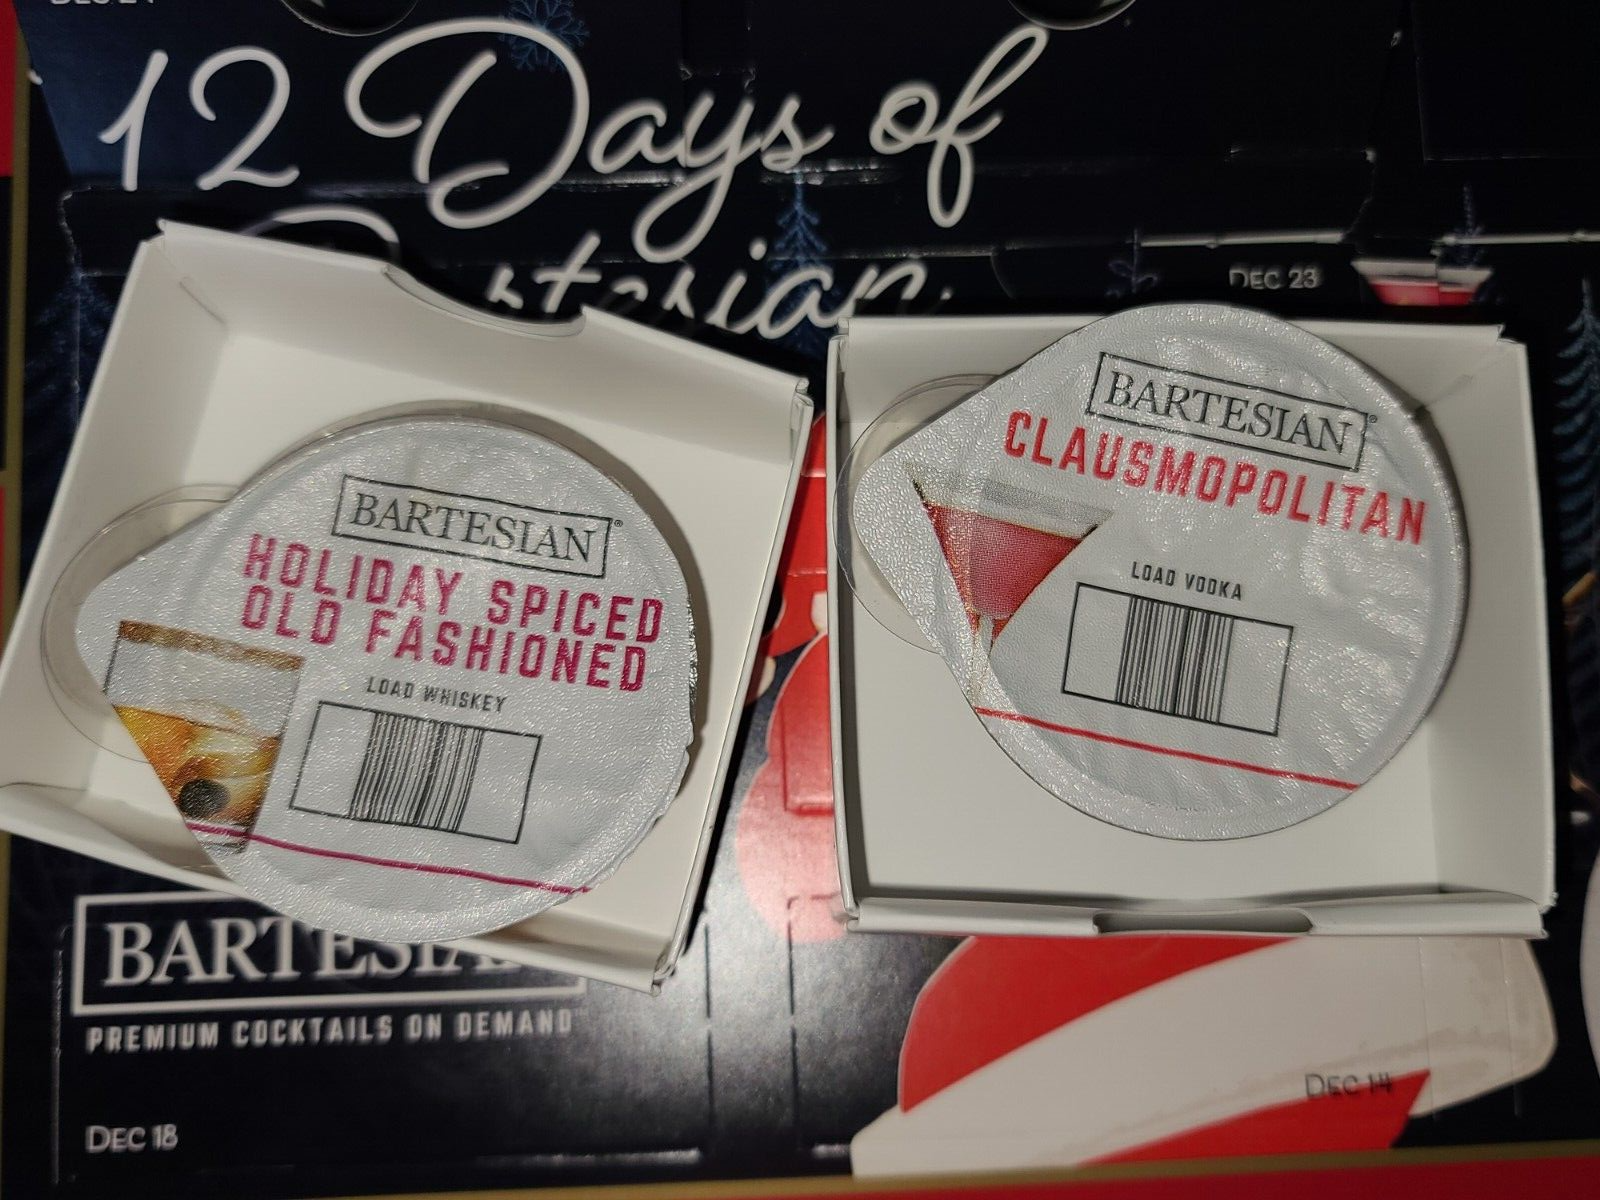 12 Days of
DEC 23
BARTESIAN®
HOLIDAY SPICED
OLD FASHIONED
LOAD WHISKEY
BARTESIAN®
CLAUSMOPOLITAN
LOAD VODKA
PREMIUM COCKTAILS ON DEMAND
DEC 18
DEC 14